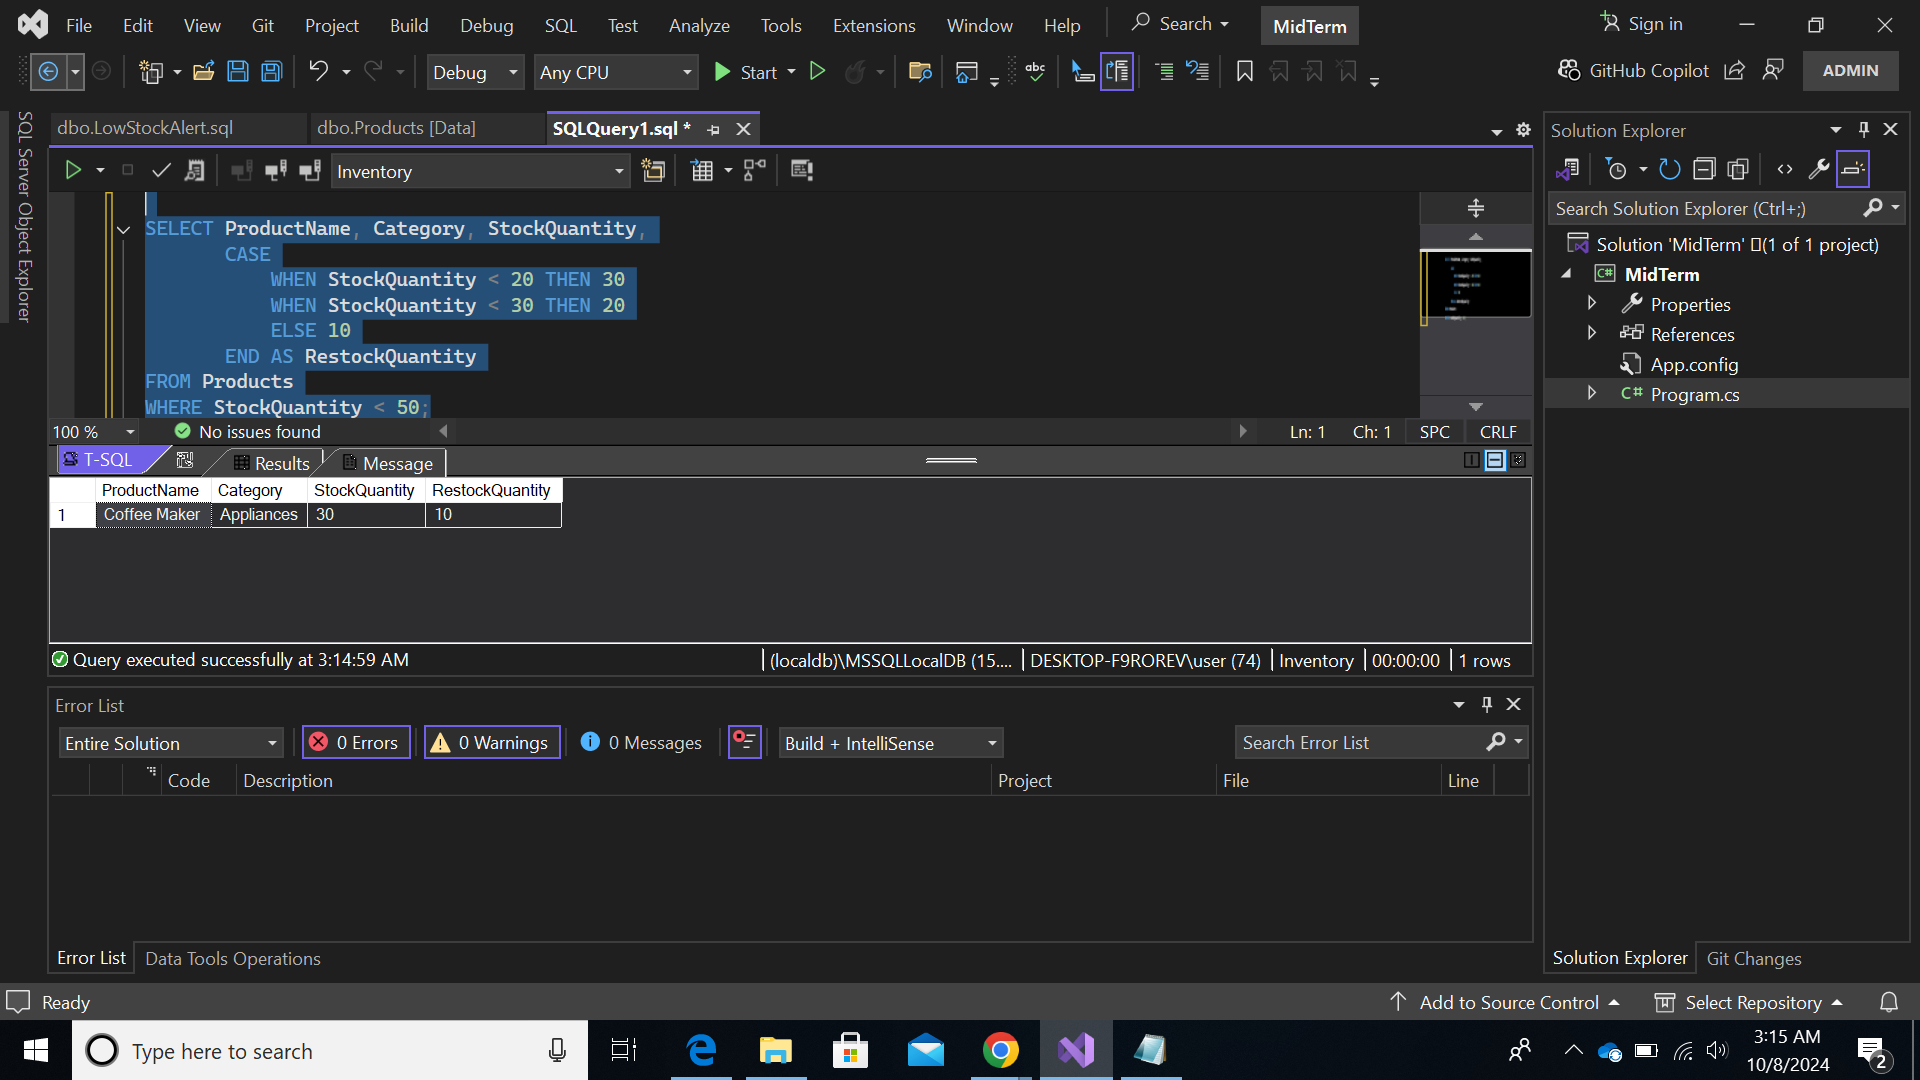 File Edit View Git Project Build Debug SQL Test Analyze Tools Extensions Window Help Search MidTerm Sign in
Debug Any CPU Start abc GitHub Copilot ADMIN
SQL Server Object Explorer
dbo.LowStockAlert.sql dbo.Products [Data] SQLQuery1.sql *
Inventory
SELECT ProductName, Category, StockQuantity,
CASE
WHEN StockQuantity < 20 THEN 30
WHEN StockQuantity < 30 THEN 20
ELSE 10
END AS RestockQuantity
FROM Products
WHERE StockQuantity < 50;
100 % No issues found Ln: 1 Ch: 1 SPC CRLF
T-SQL Results Message
ProductName Category StockQuantity RestockQuantity
1 Coffee Maker Appliances 30 10
Query executed successfully at 3:14:59 AM (localdb)\MSSQLLocalDB (15.... DESKTOP-F9ROREV\user (74) Inventory 00:00:00 1 rows
Error List
Entire Solution 0 Errors 0 Warnings 0 Messages Build + IntelliSense Search Error List
Code Description Project File Line
Error List Data Tools Operations
Solution Explorer
Search Solution Explorer (Ctrl+;)
Solution 'MidTerm' (1 of 1 project)
C# MidTerm
Properties
References
App.config
C# Program.cs
Solution Explorer Git Changes
Ready Add to Source Control Select Repository
Type here to search 3:15 AM
10/8/2024 2